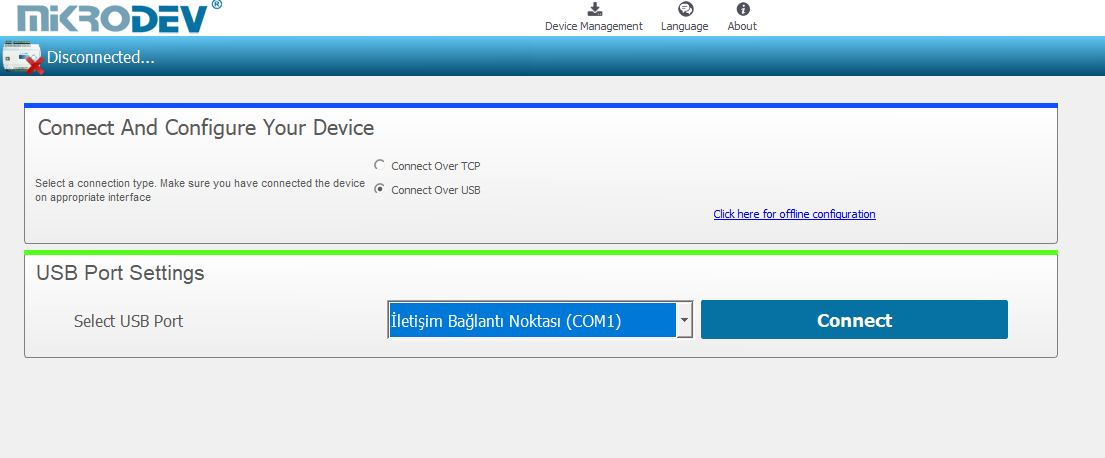 MIKRODEV®
Device Management
Language
About
Disconnected...
Connect And Configure Your Device
Select a connection type. Make sure you have connected the device
on appropriate interface
Connect Over TCP
Connect Over USB
Click here for offline configuration
USB Port Settings
Select USB Port
İletişim Bağlantı Noktası (COM1)
Connect